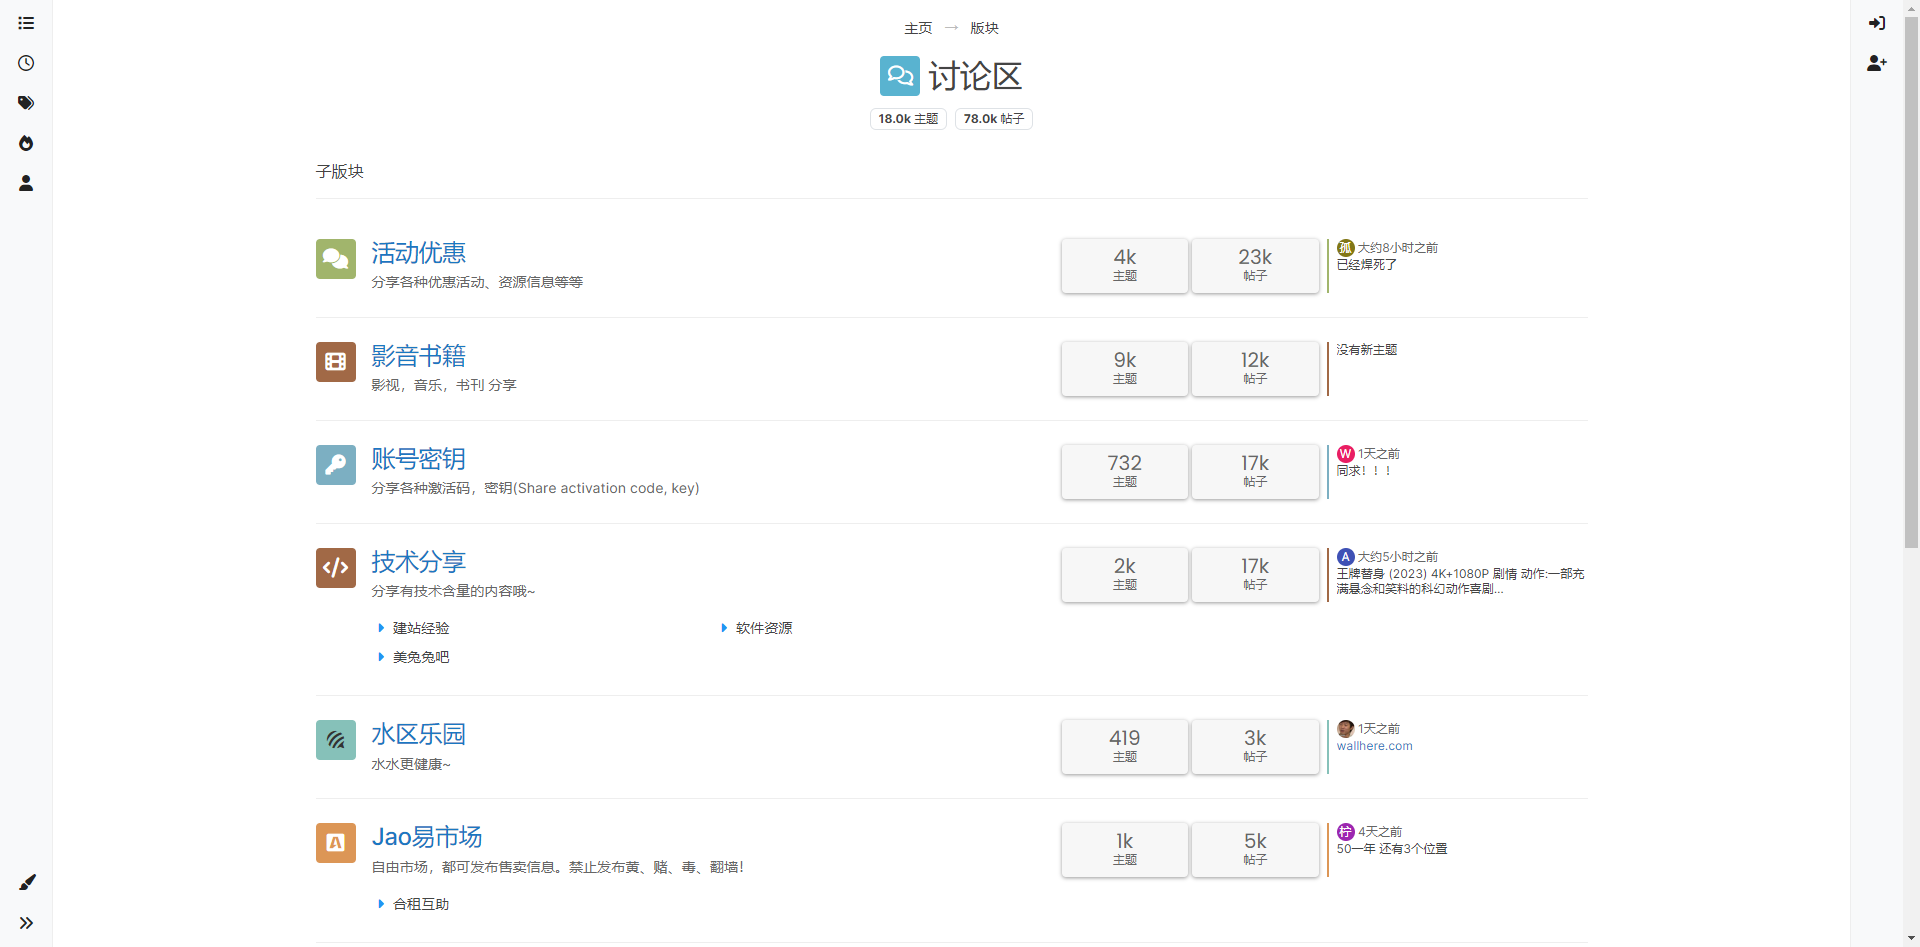 主页 → 版块
讨论区
18.0k 主题 78.0k 帖子
子版块
活动优惠
分享各种优惠活动、资源信息等等
4k
主题
23k
帖子
孤 大约8小时之前
已经焊死了
影音书籍
影视，音乐，书刊 分享
9k
主题
12k
帖子
没有新主题
账号密钥
分享各种激活码，密钥(Share activation code, key)
732
主题
17k
帖子
W 1天之前
同求！！！
技术分享
分享有技术含量的内容哦~
2k
主题
17k
帖子
A 大约5小时之前
王牌替身 (2023) 4K+1080P 剧情 动作:一部充
满悬念和笑料的科幻动作喜剧...
建站经验
软件资源
美兔兔吧
水区乐园
水水更健康~
419
主题
3k
帖子
1天之前
wallhere.com
Jao易市场
自由市场，都可发布售卖信息。禁止发布黄、赌、毒、翻墙！
1k
主题
5k
帖子
柠 4天之前
50一年 还有3个位置
合租互助